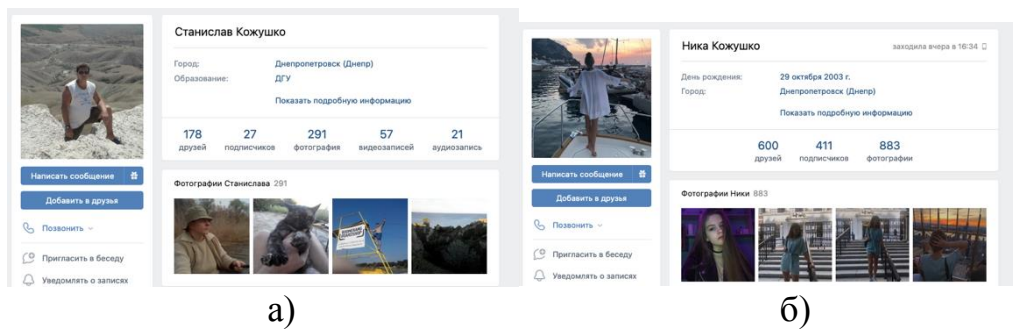 Станислав Кожушко
Город: Днепропетровск (Днепр)
Образование: ДГУ
Показать подробную информацию
178 27 291 57 21
друзей подписчиков фотография видеозаписей аудиозапись
Написать сообщение
Добавить в друзья
Позвонить
Пригласить в беседу
Уведомлять о записях
Фотографии Станислава 291
а)
Ника Кожушко заходила вчера в 16:34
День рождения: 29 октября 2003 г.
Город: Днепропетровск (Днепр)
Показать подробную информацию
600 411 883
друзей подписчиков фотографии
Написать сообщение
Добавить в друзья
Позвонить
Пригласить в беседу
Уведомлять о записях
Фотографии Ники 883
б)